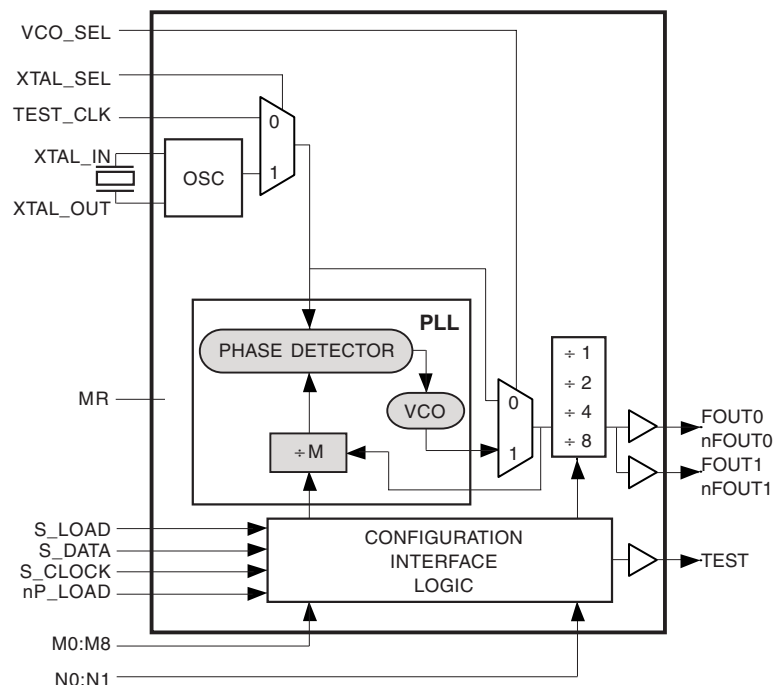 VCO_SEL
XTAL_SEL
TEST_CLK
0
XTAL_IN
OSC
1
XTAL_OUT
PLL
PHASE DETECTOR
÷ 1
÷ 2
÷ 4
÷ 8
MR
VCO
0
1
÷M
FOUT0
nFOUT0
FOUT1
nFOUT1
S_LOAD
S_DATA
S_CLOCK
nP_LOAD
CONFIGURATION
INTERFACE
LOGIC
TEST
M0:M8
N0:N1